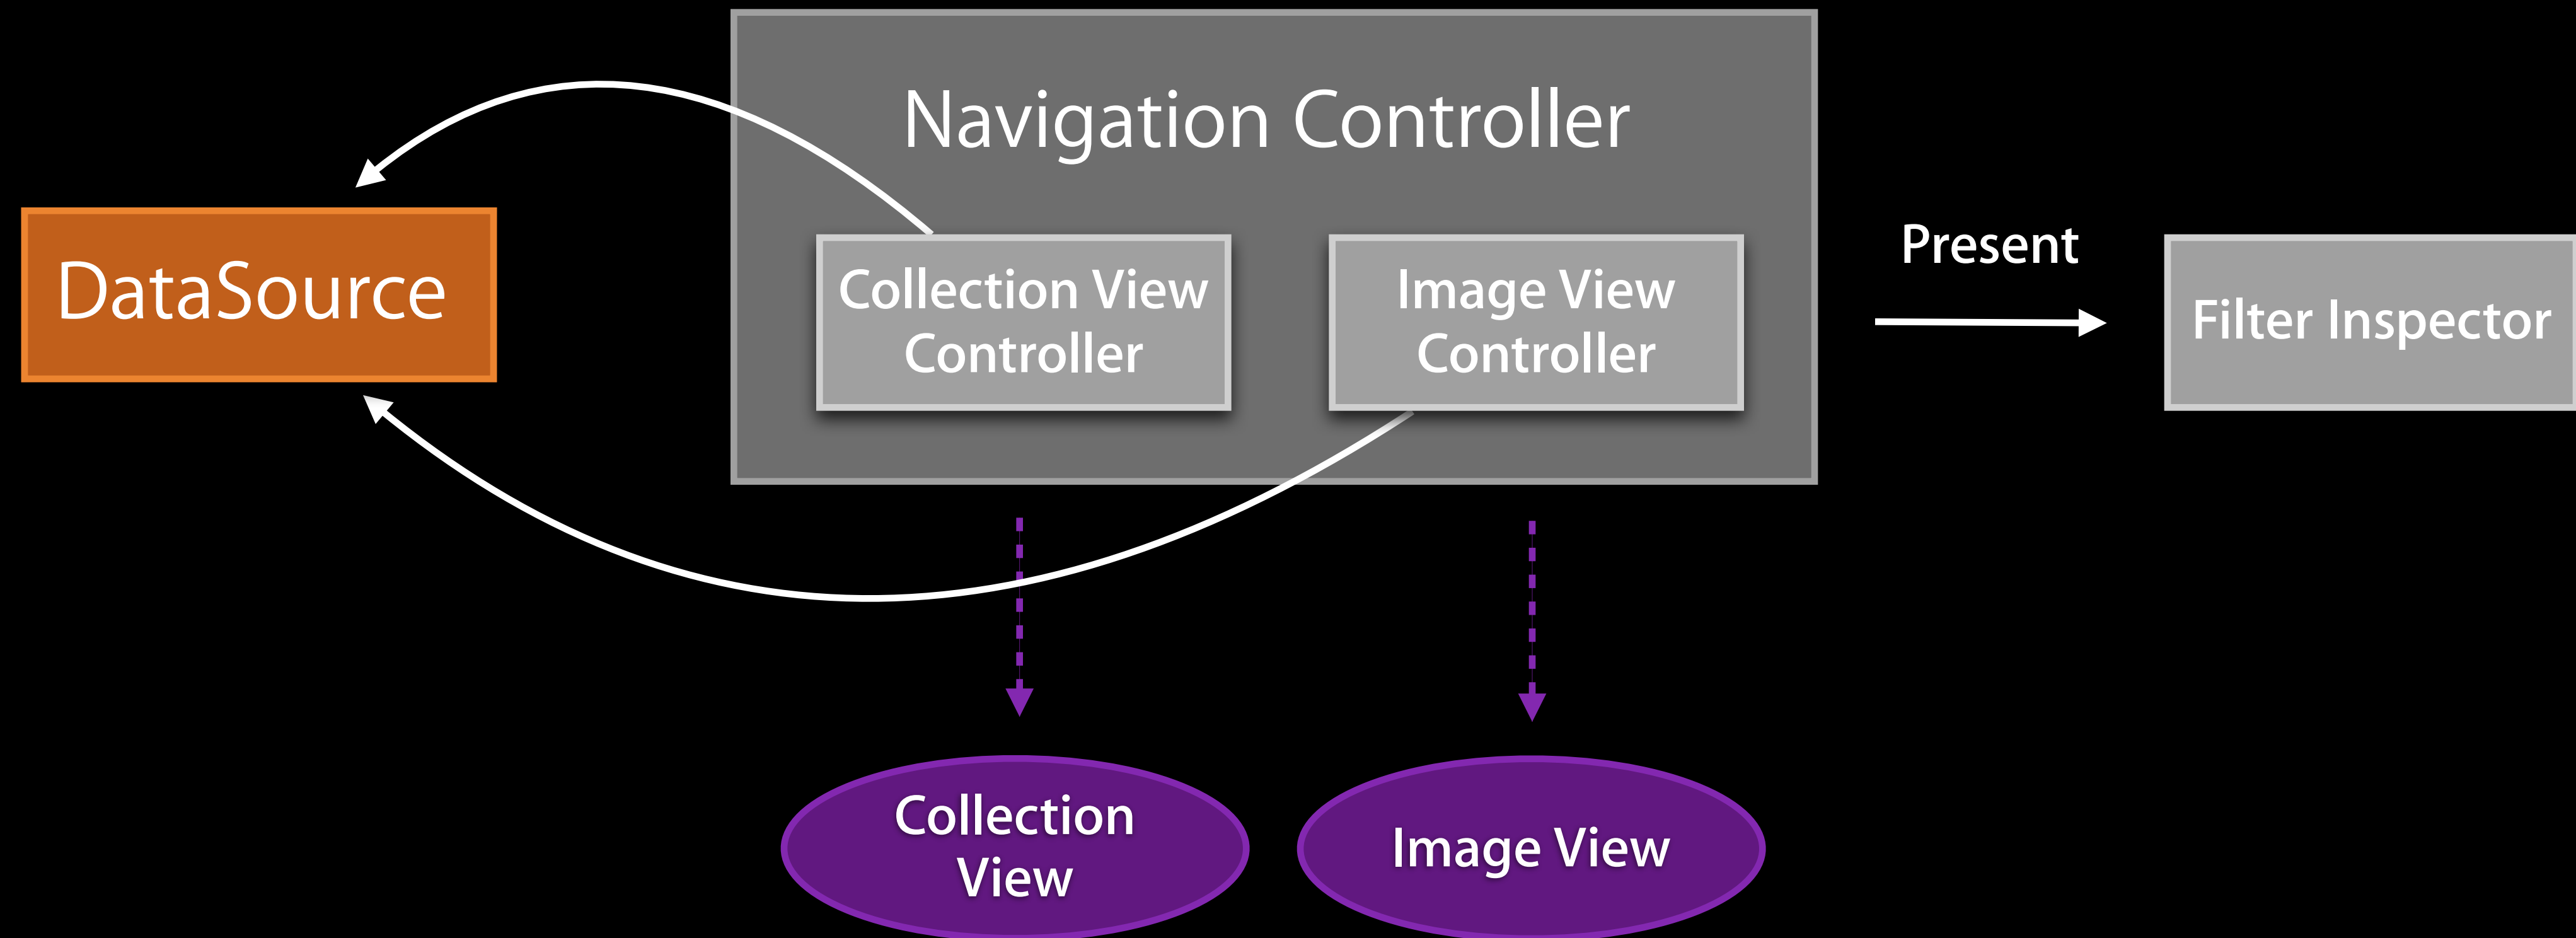 Navigation Controller
DataSource
Collection View
Controller
Image View
Controller
Present
Filter Inspector
Collection
View
Image View